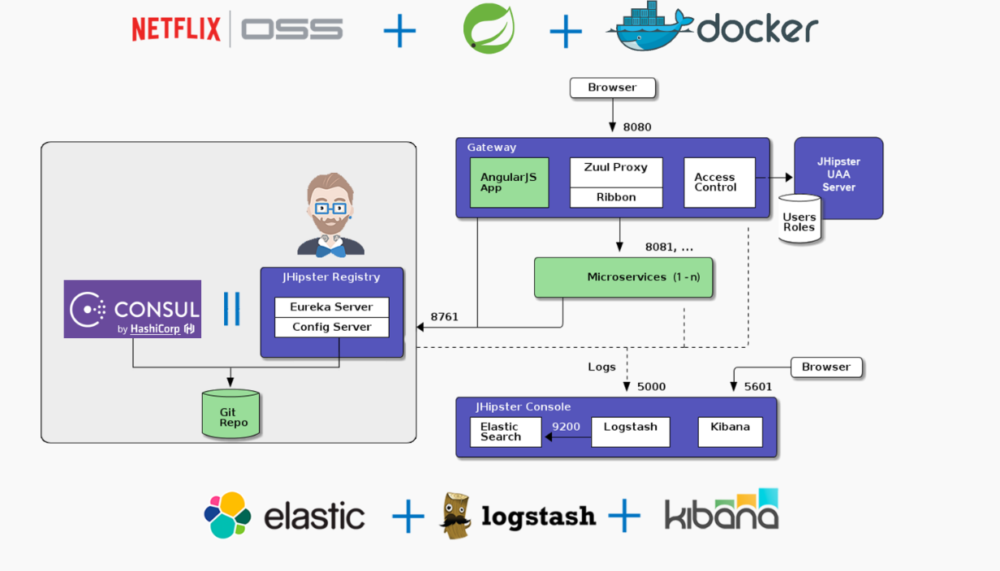 NETFLIX OSS + + docker
Browser
8080
Gateway
AngularJS
App
Zuul Proxy
Ribbon
Access
Control
JHipster
UAA
Server
Users
Roles
8081, ...
Microservices (1-n)
JHipster Registry
Eureka Server
Config Server
CONSUL
by HashiCorp
||
8761
Git
Repo
Logs
5000
Browser
5601
JHipster Console
Elastic
Search
9200
Logstash
Kibana
elastic + logstash + kibana